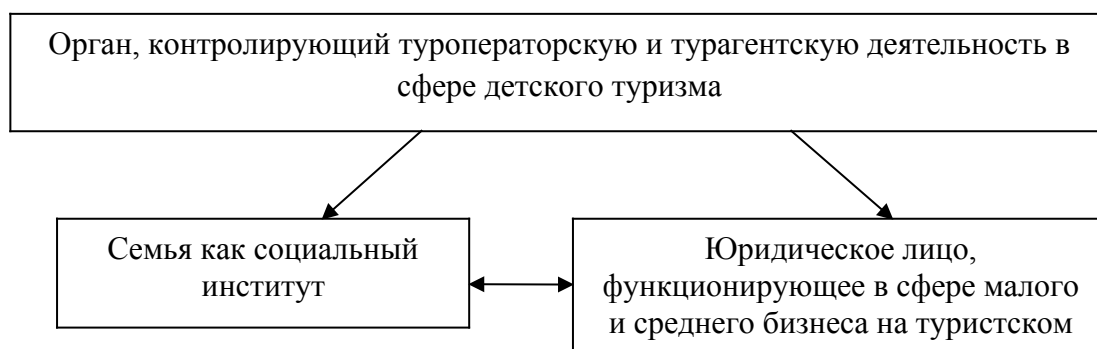 Орган, контролирующий туроператорскую и турагентскую деятельность в
сфере детского туризма
Семья как социальный
институт
Юридическое лицо,
функционирующее в сфере малого
и среднего бизнеса на туристском